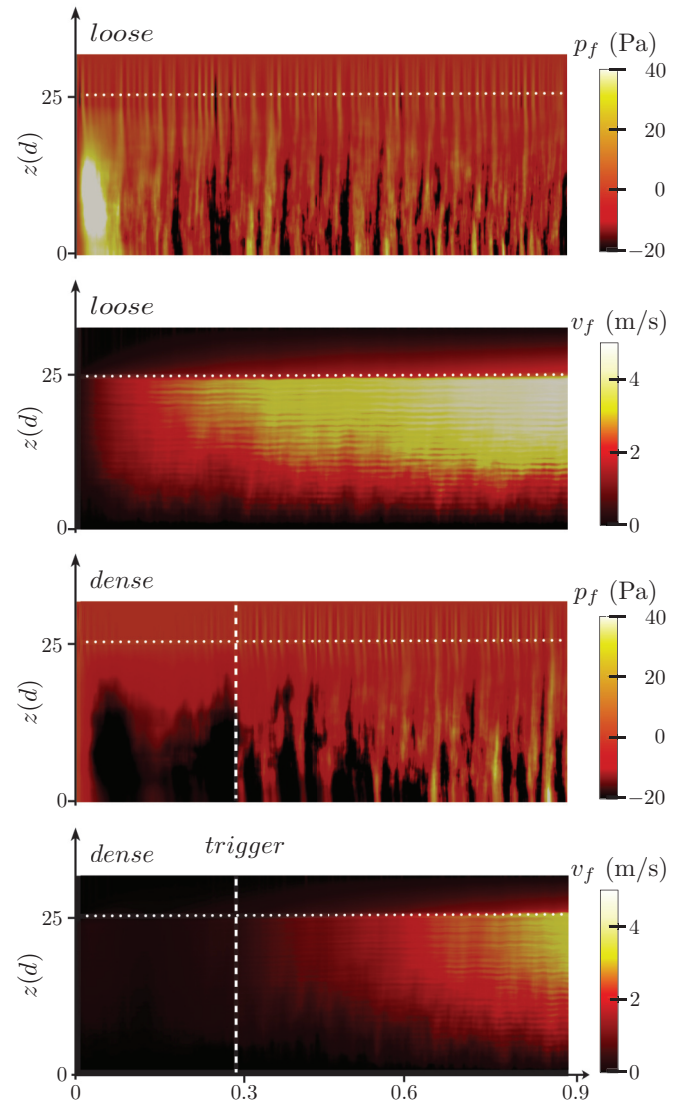 loose
p_f (Pa)
40
25
20
z(d)
0
0
−20
loose
v_f (m/s)
4
25
z(d)
2
0
0
dense
p_f (Pa)
40
25
20
z(d)
0
0
−20
dense
trigger
v_f (m/s)
4
25
z(d)
2
0
0
0
0.3
0.6
0.9